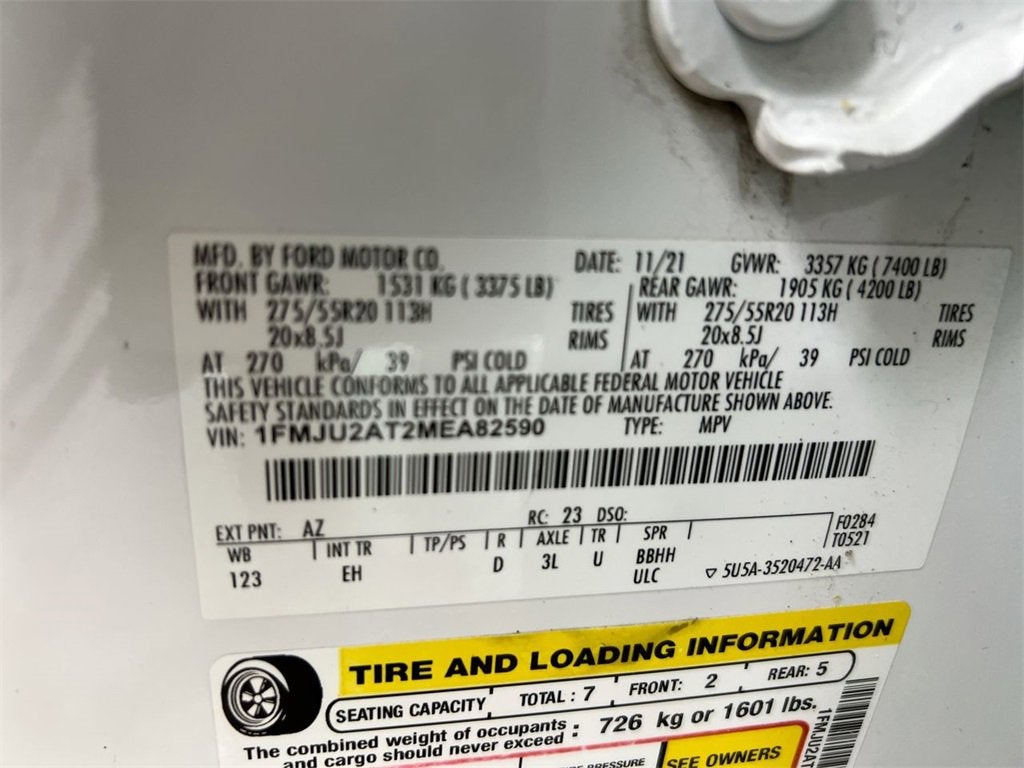 MFD. BY FORD MOTOR CO. DATE: 11/21 GVWR: 3357 KG ( 7400 LB)
FRONT GAWR: 1531 KG ( 3375 LB) REAR GAWR: 1905 KG ( 4200 LB)
WITH 275/55R20 113H TIRES WITH 275/55R20 113H TIRES
20x8.5J RIMS 20x8.5J RIMS
AT 270 kPa/ 39 PSI COLD AT 270 kPa/ 39 PSI COLD
THIS VEHICLE CONFORMS TO ALL APPLICABLE FEDERAL MOTOR VEHICLE
SAFETY STANDARDS IN EFFECT ON THE DATE OF MANUFACTURE SHOWN ABOVE.
VIN: 1FMJU2AT2MEA82590 TYPE: MPV
EXT PNT: AZ RC: 23 DSO: F0284
WB INT TR TP/PS R AXLE TR SPR T0521
123 EH D 3L U BBHH
ULC 5U5A-3520472-AA
TIRE AND LOADING INFORMATION
SEATING CAPACITY TOTAL : 7 FRONT: 2 REAR: 5
The combined weight of occupants : 726 kg or 1601 lbs.
and cargo should never exceed
PRESSURE SEE OWNERS
1FMJU2AT